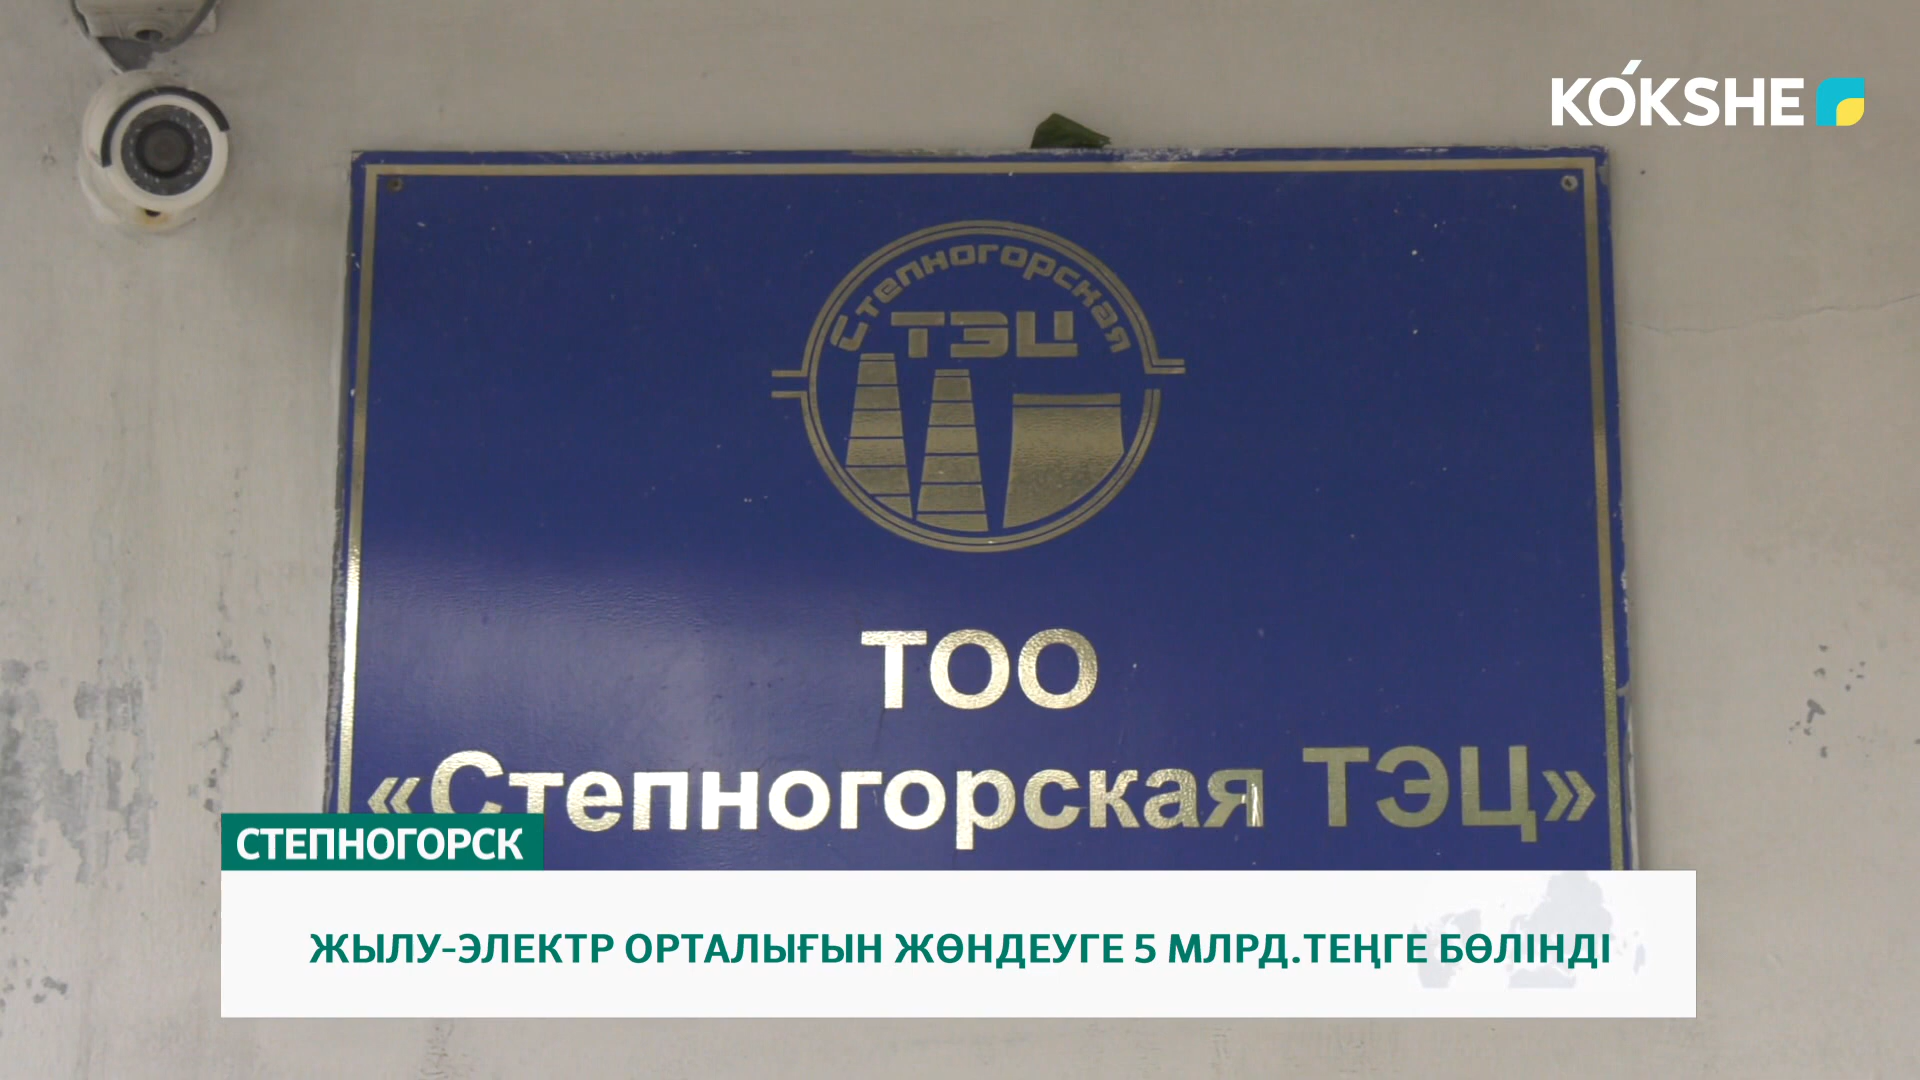 KÓKSHE
Степногорская
ТЭЦ
ТОО
«Степногорская ТЭЦ»
СТЕПНОГОРСК
ЖЫЛУ-ЭЛЕКТР ОРТАЛЫҒЫН ЖӨНДЕУГЕ 5 МЛРД.ТЕҢГЕ БӨЛІНДІ